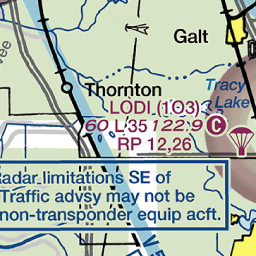 Galt
Thornton
Tracy
Lake
LODI (1O3)
60 L 35 122.9 C
RP 12,26
Radar limitations SE of
Traffic advsy may not be
non-transponder equip acft.